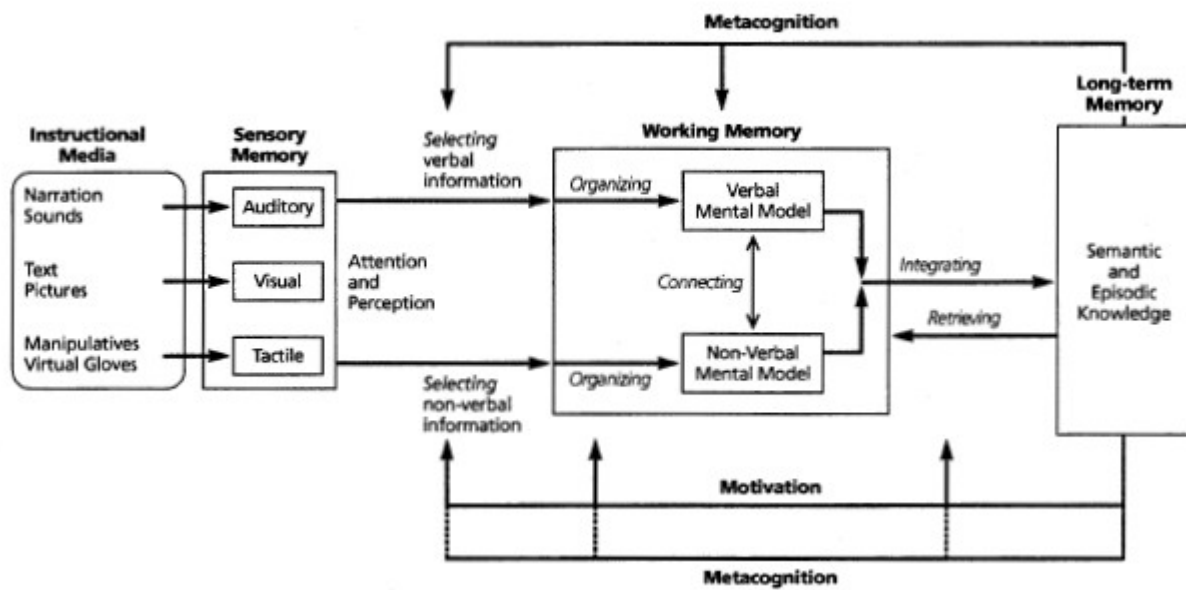 Metacognition
Long-term
Memory
Instructional
Media
Sensory
Memory
Selecting
verbal
information
Working Memory
Narration
Sounds
Auditory
Organizing
Verbal
Mental Model
Text
Pictures
Visual
Attention
and
Perception
Connecting
Integrating
Semantic
and
Episodic
Knowledge
Retrieving
Manipulatives
Virtual Gloves
Tactile
Organizing
Non-Verbal
Mental Model
Selecting
non-verbal
information
Motivation
Metacognition